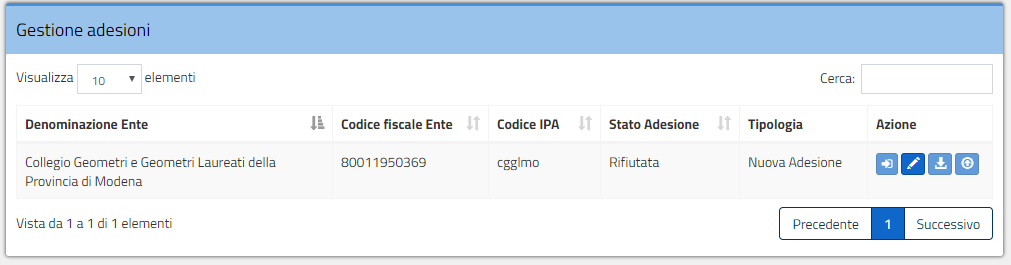 Gestione adesioni
Visualizza 10 elementi Cerca:
Denominazione Ente Codice fiscale Ente Codice IPA Stato Adesione Tipologia Azione
Collegio Geometri e Geometri Laureati della 80011950369 cgglmo Rifiutata Nuova Adesione
Provincia di Modena
Vista da 1 a 1 di 1 elementi Precedente 1 Successivo